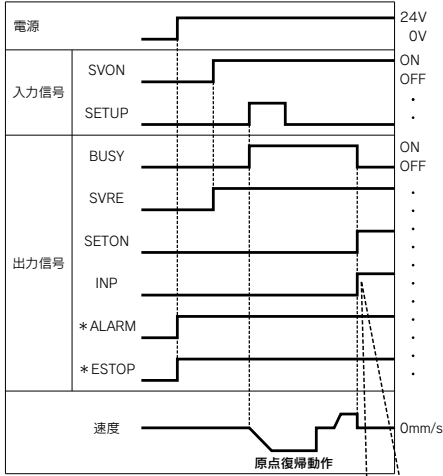 電源
24V
0V
入力信号
SVON
ON
OFF
・
SETUP
・
出力信号
BUSY
ON
OFF
SVRE
・
・
SETON
・
・
INP
・
・
＊ALARM
・
・
＊ESTOP
・
・
速度
0mm/s
原点復帰動作